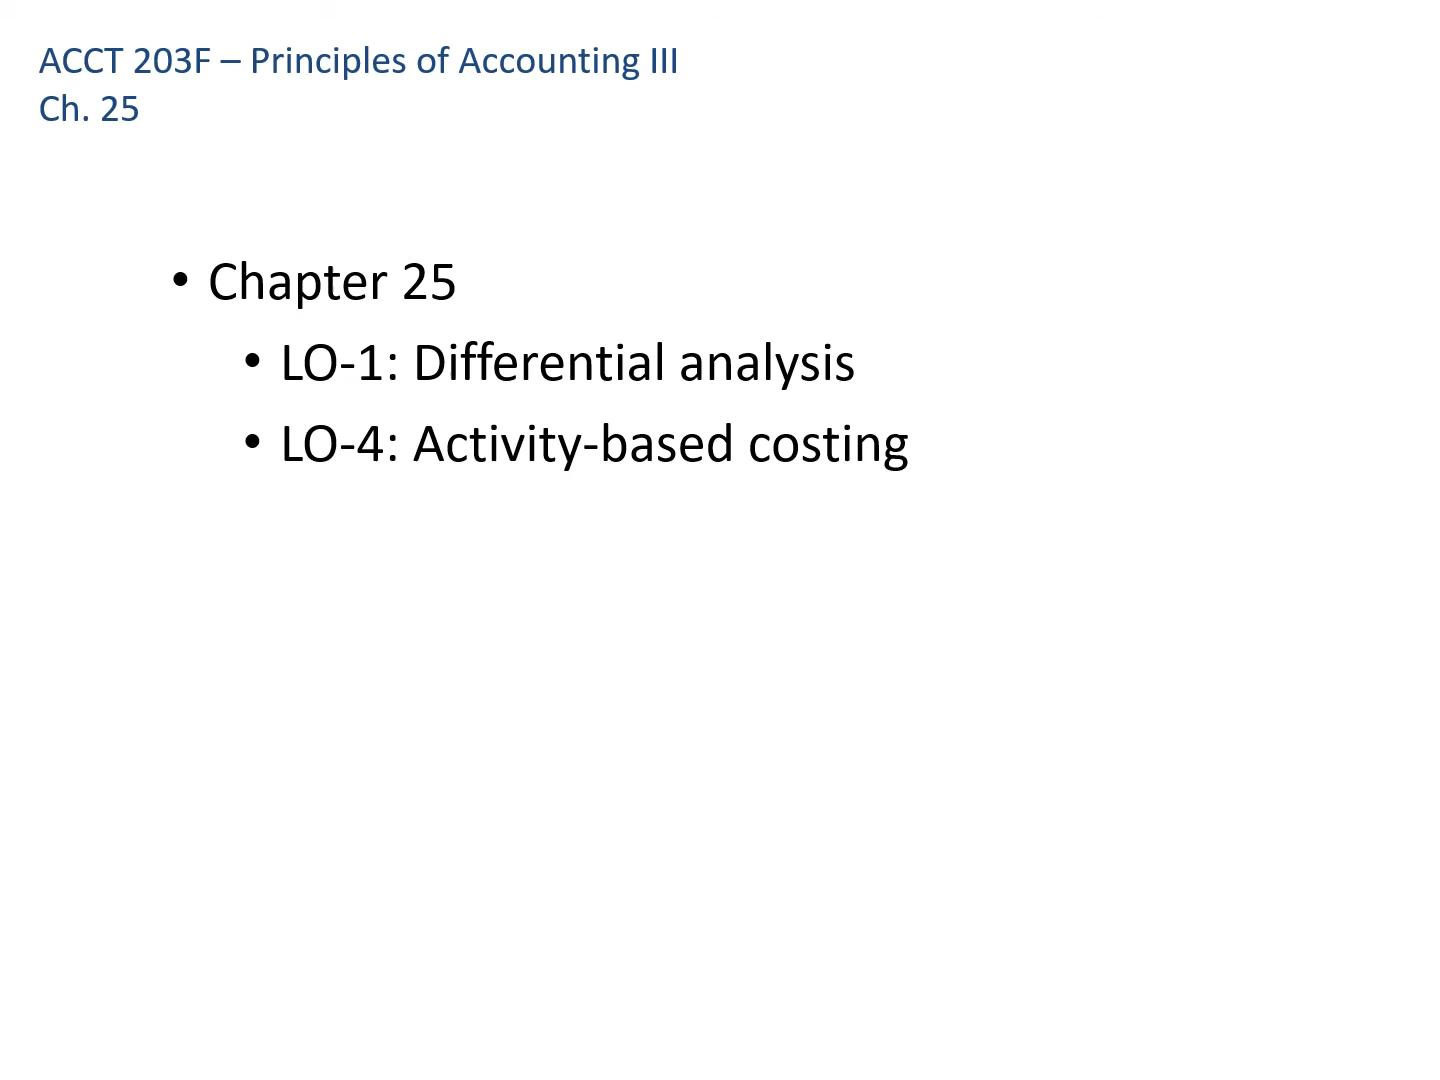 ACCT 203F – Principles of Accounting III
Ch. 25
• Chapter 25
• LO-1: Differential analysis
• LO-4: Activity-based costing